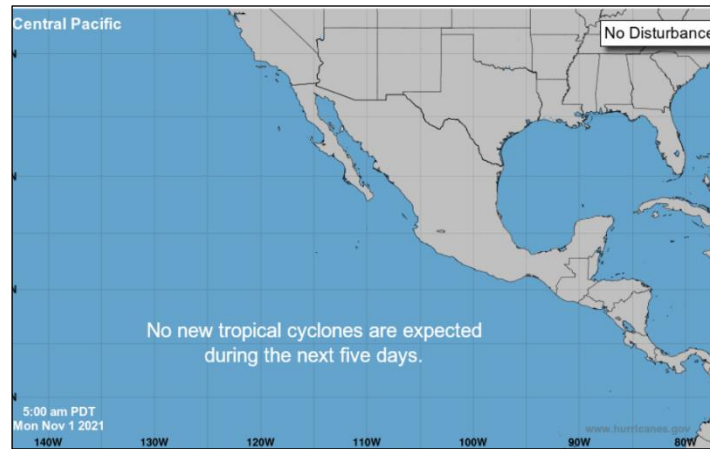 Central Pacific
No Disturbance
No new tropical cyclones are expected
during the next five days.
5:00 am PDT
Mon Nov 1 2021
www.hurricanes.gov
140W 130W 120W 110W 100W 90W 80W